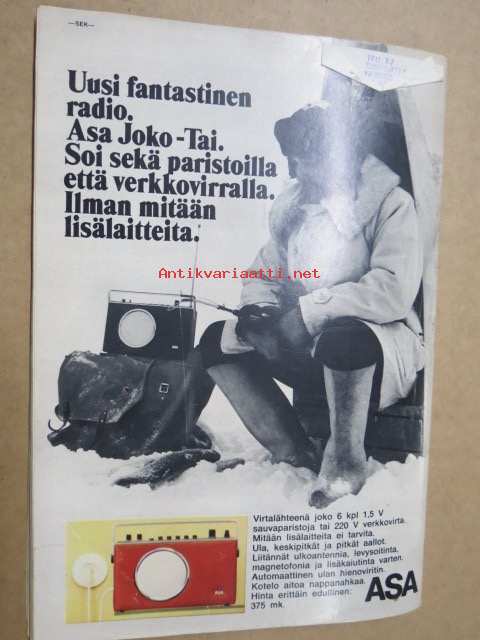 —SEK—
Uusi fantastinen
radio.
Asa Joko-Tai.
Soi sekä paristoilla
että verkkovirralla.
Ilman mitään
lisälaitteita.
Antikvariaatti.net
Virtalähteenä joko 6 kpl 1,5 V
sauvaparistoja tai 220 V verkkovirta.
Mitään lisälaitteita ei tarvita.
Ula, keskipitkät ja pitkät aallot.
Liitännät ulkoantennia, levysoitinta,
magnetofonia ja lisäkaiutinta varten.
Automaattinen ulan hienoviritin.
Kotelo aitoa nappanahkaa.
Hinta erittäin edullinen:
375 mk.
ASA